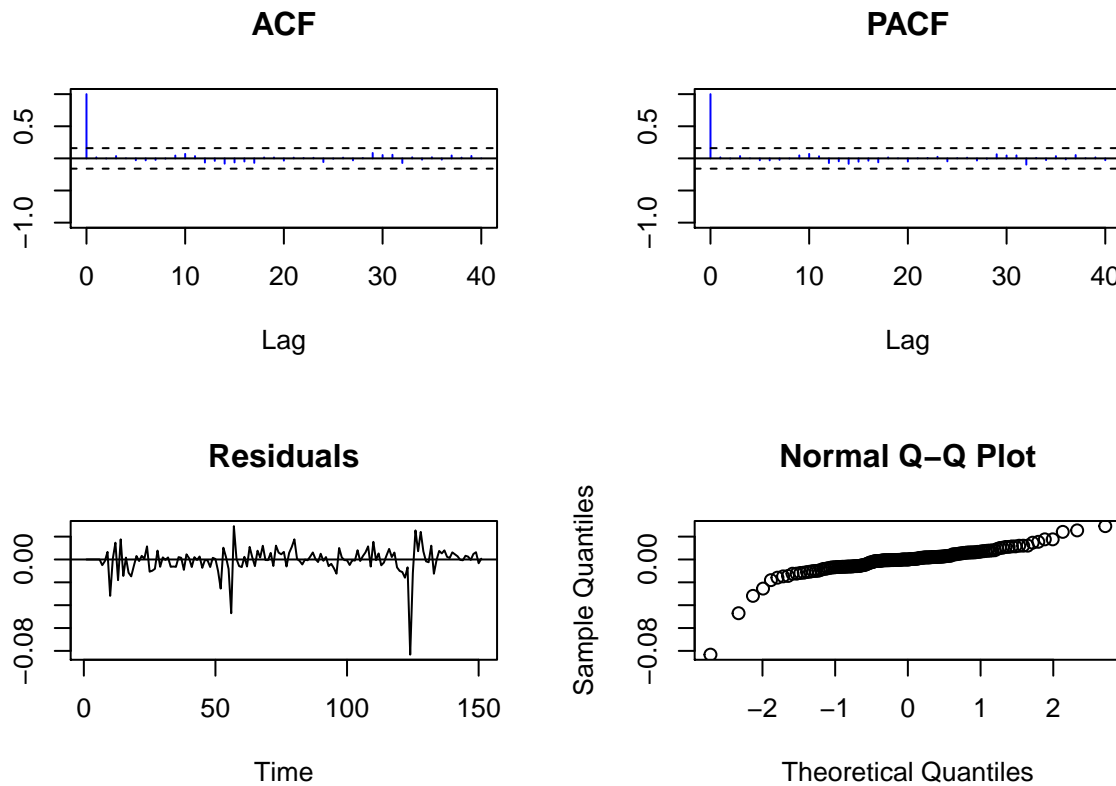 ACF
0.5
−1.0
0 10 20 30 40
Lag
PACF
0.5
−1.0
0 10 20 30 40
Lag
Residuals
0.00
−0.08
0 50 100 150
Time
Normal Q−Q Plot
Sample Quantiles
0.00
−0.08
−2 −1 0 1 2
Theoretical Quantiles